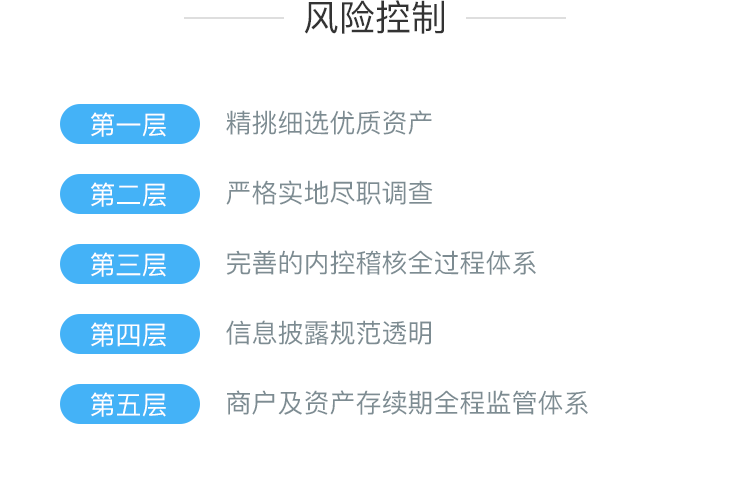 风险控制
第一层 精挑细选优质资产
第二层 严格实地尽职调查
第三层 完善的内控稽核全过程体系
第四层 信息披露规范透明
第五层 商户及资产存续期全程监管体系